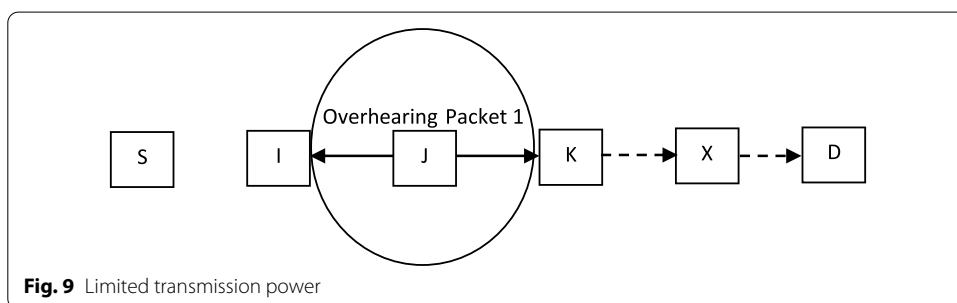 Overhearing Packet 1
S
I
J
K
X
D
Fig. 9 Limited transmission power